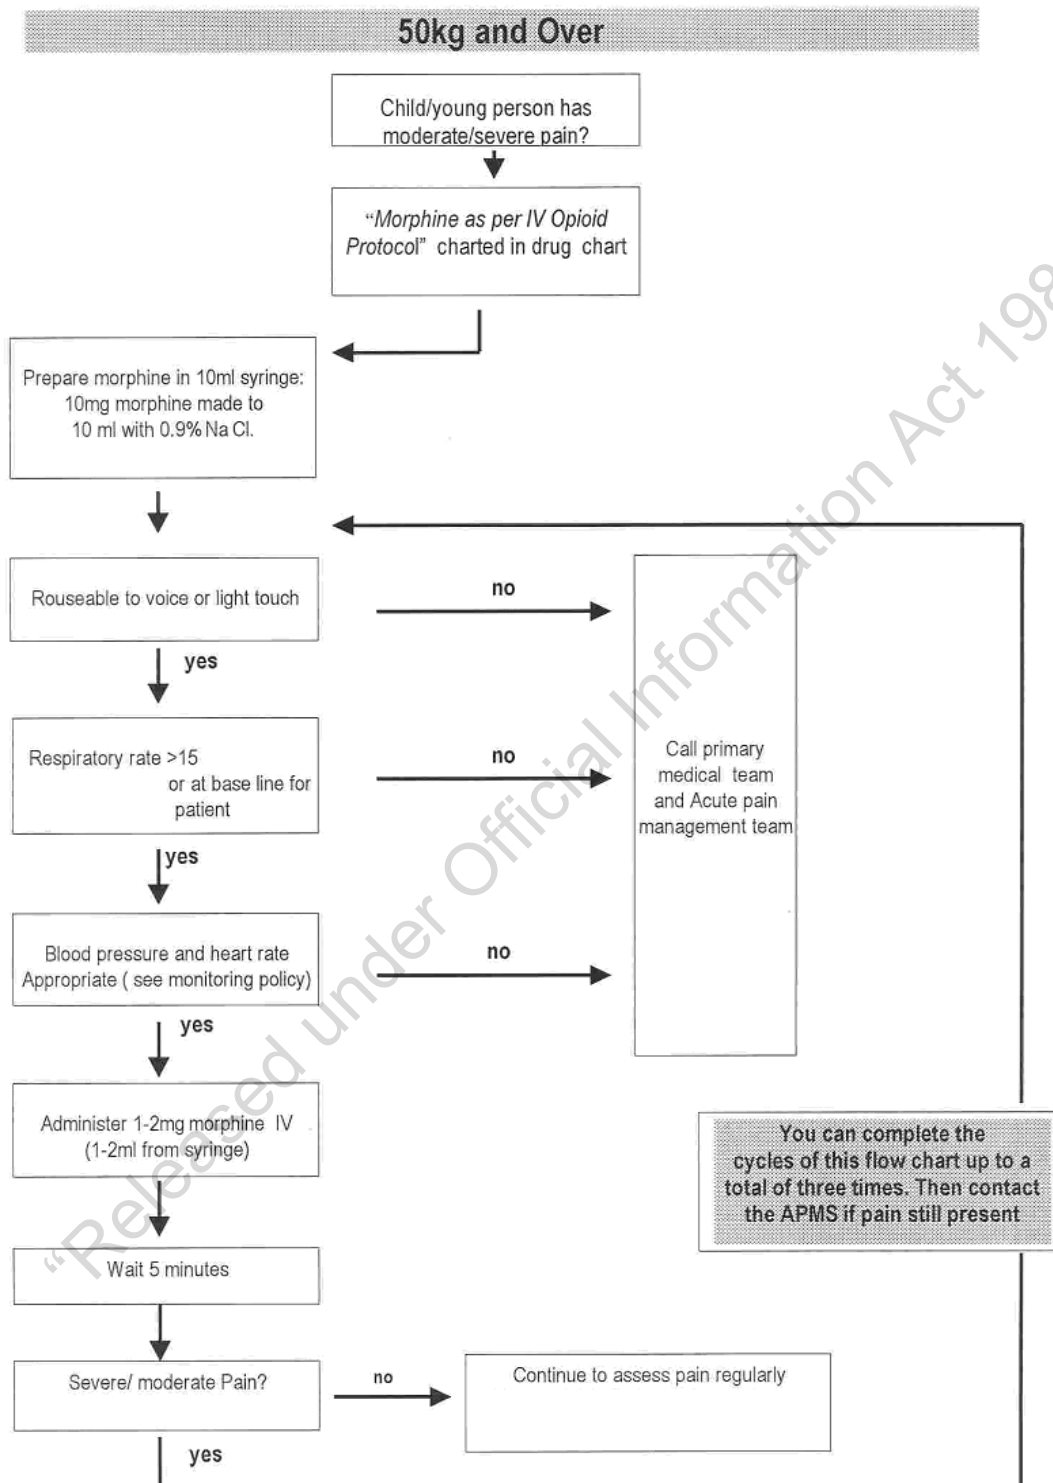 50kg and Over
Child/young person has
moderate/severe pain?
“Morphine as per IV Opioid
Protocol” charted in drug chart
Prepare morphine in 10ml syringe:
10mg morphine made to
10 ml with 0.9% Na Cl.
Rouseable to voice or light touch
no
yes
Respiratory rate >15
or at base line for
patient
no
yes
Call primary
medical team
and Acute pain
management team
Blood pressure and heart rate
Appropriate ( see monitoring policy)
no
yes
Administer 1-2mg morphine IV
(1-2ml from syringe)
You can complete the
cycles of this flow chart up to a
total of three times. Then contact
the APMS if pain still present
Wait 5 minutes
Severe/ moderate Pain?
no
Continue to assess pain regularly
yes
“Released under Official Information Act 198